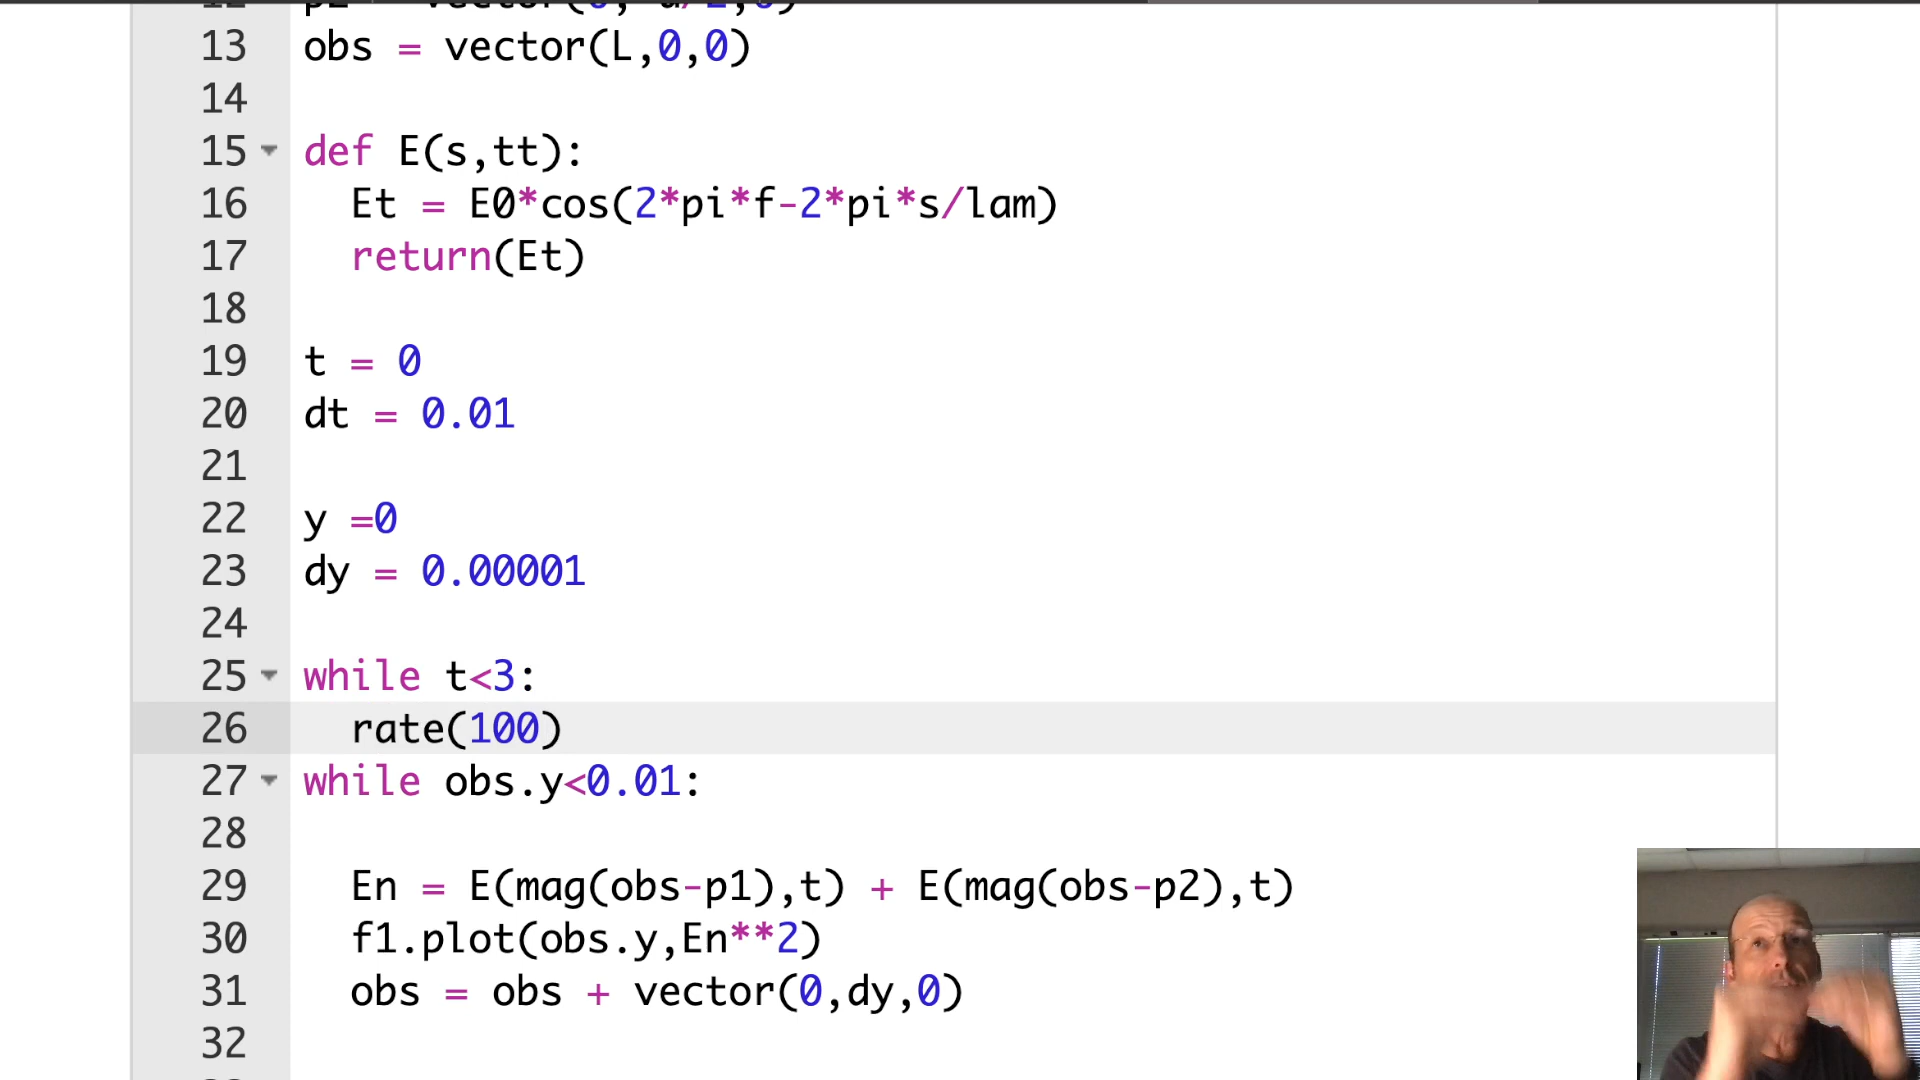 13 obs = vector(L,0,0)
14
15 def E(s,tt):
16 Et = E0*cos(2*pi*f-2*pi*s/lam)
17 return(Et)
18
19 t = 0
20 dt = 0.01
21
22 y =0
23 dy = 0.00001
24
25 while t<3:
26 rate(100)
27 while obs.y<0.01:
28
29 En = E(mag(obs-p1),t) + E(mag(obs-p2),t)
30 f1.plot(obs.y,En**2)
31 obs = obs + vector(0,dy,0)
32